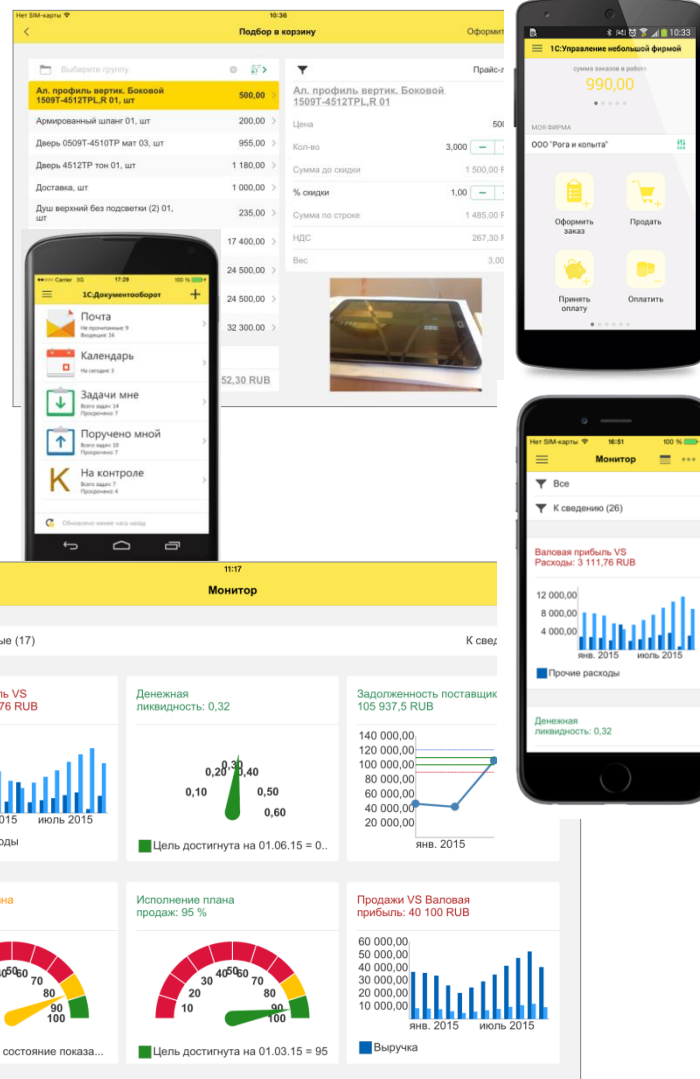 Нет SIM-карты
10:36
Подбор в корзину
Оформит
Выберите группу
Ал. профиль вертик. Боковой
1509T-4512TPL,R 01, шт
500,00
Армированный шланг 01, шт
200,00
Дверь 0509T-4510TP мат 03, шт
955,00
Дверь 4512TP тон 01, шт
1 180,00
Доставка, шт
1 000,00
Душ верхний без подсветки (2) 01,
шт
235,00
17 400,00
24 500,00
24 500,00
32 300.00
52,30 RUB
Прайс-л
Ал. профиль вертик. Боковой
1509T-4512TPL,R 01
Цена
500
Кол-во
3,000
Сумма до скидки
1 500,00 F
% скидки
1,00
Сумма по строке
1 485,00 F
НДС
267,30 F
Вес
3,00
10:33
1С:Управление небольшой фирмой
сумма заказов в работе
990,00
МОЯ ФИРМА
ООО "Рога и копыта"
Оформить
заказ
Продать
Принять
оплату
Оплатить
Carrier 3G
17:29
100 %
1С:Документооборот
Почта
Не прочитанные: 9
Входящие: 16
Календарь
На сегодня: 3
Задачи мне
Всего задач: 14
Просрочено: 7
Поручено мной
Всего задач: 10
Просрочено: 7
На контроле
Всего задач: 7
Просрочено: 4
Обновлено менее часа назад
Нет SIM-карты
16:51
100 %
Монитор
Все
К сведению (26)
Валовая прибыль VS
Расходы: 3 111,76 RUB
12 000,00
8 000,00
4 000,00
янв. 2015
июль 2015
Прочие расходы
Денежная
ликвидность: 0,32
11:17
Монитор
ые (17)
К свед
ль VS
76 RUB
015
июль 2015
оды
Денежная
ликвидность: 0,32
0,10
0,20
0,30
0,40
0,50
0,60
Цель достигнута на 01.06.15 = 0..
Задолженность поставщик
105 937,5 RUB
140 000,00
120 000,00
100 000,00
80 000,00
60 000,00
40 000,00
20 000,00
янв. 2015
ана
40
50
60
70
80
90
100
состояние показа...
Исполнение плана
продаж: 95 %
10
20
30
40
50
60
70
80
90
100
Цель достигнута на 01.03.15 = 95
Продажи VS Валовая
прибыль: 40 100 RUB
60 000,00
50 000,00
40 000,00
30 000,00
20 000,00
10 000,00
янв. 2015
июль 2015
Выручка